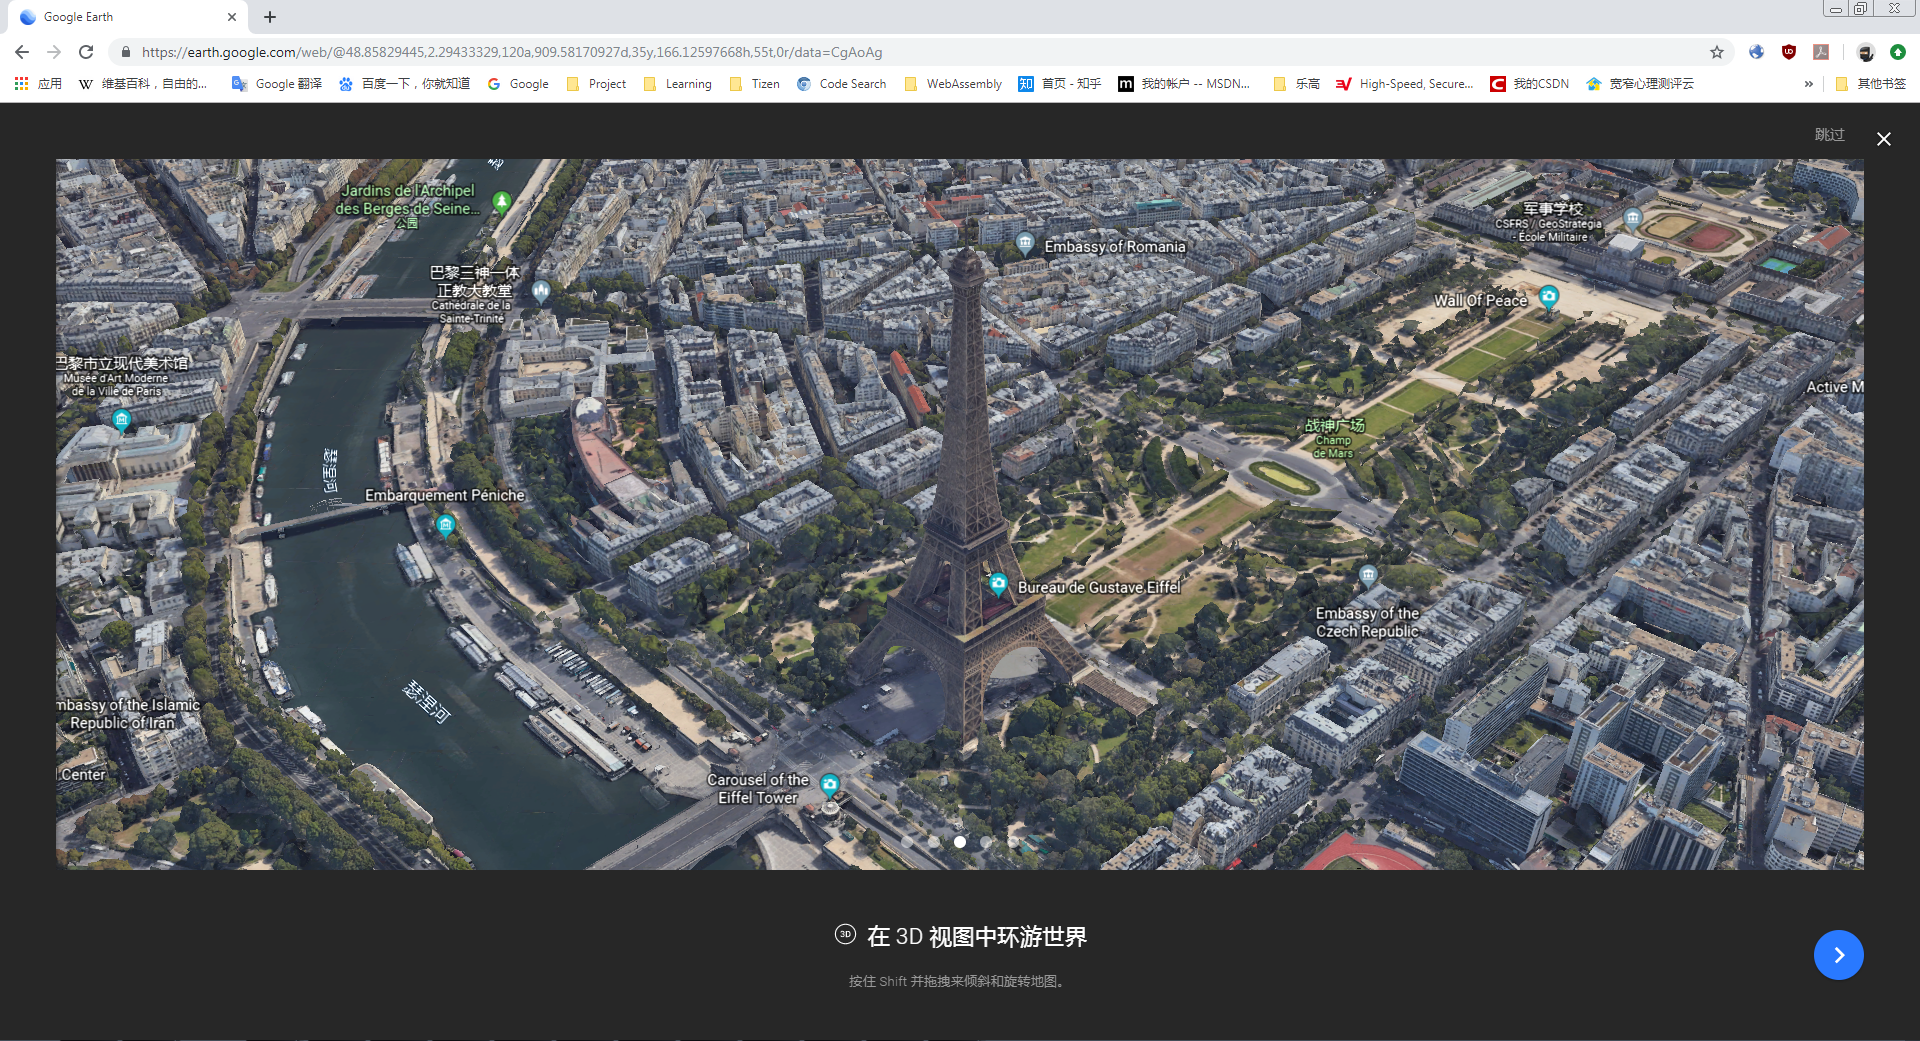 Google Earth
https://earth.google.com/web/@48.85829445,2.29433329,120a,909.58170927d,35y,166.12597668h,55t,0r/data=CgAoAg
应用
W 维基百科，自由的...
Google 翻译
百度一下，你就知道
Google
Project
Learning
Tizen
Code Search
WebAssembly
知 首页 - 知乎
m 我的帐户 -- MSDN...
乐高
High-Speed, Secure...
C 我的CSDN
宽窄心理测评云
»
其他书签
跳过
Jardins de l'Archipel
des Berges de Seine...
公园
军事学校
CSFRS / GeoStrategia
- École Militaire
Embassy of Romania
巴黎三神一体
正教大教堂
Cathédrale de la
Sainte-Trinité
Wall Of Peace
巴黎市立现代美术馆
Musée d'Art Moderne
de la Ville de Paris
Active M
战神广场
Champ
de Mars
瑟涅河
Embarquement Péniche
Bureau de Gustave Eiffel
Embassy of the
Czech Republic
瑟涅河
mbassy of the Islamic
Republic of Iran
l Center
Carousel of the
Eiffel Tower
3D 在 3D 视图中环游世界
按住 Shift 并拖拽来倾斜和旋转地图。